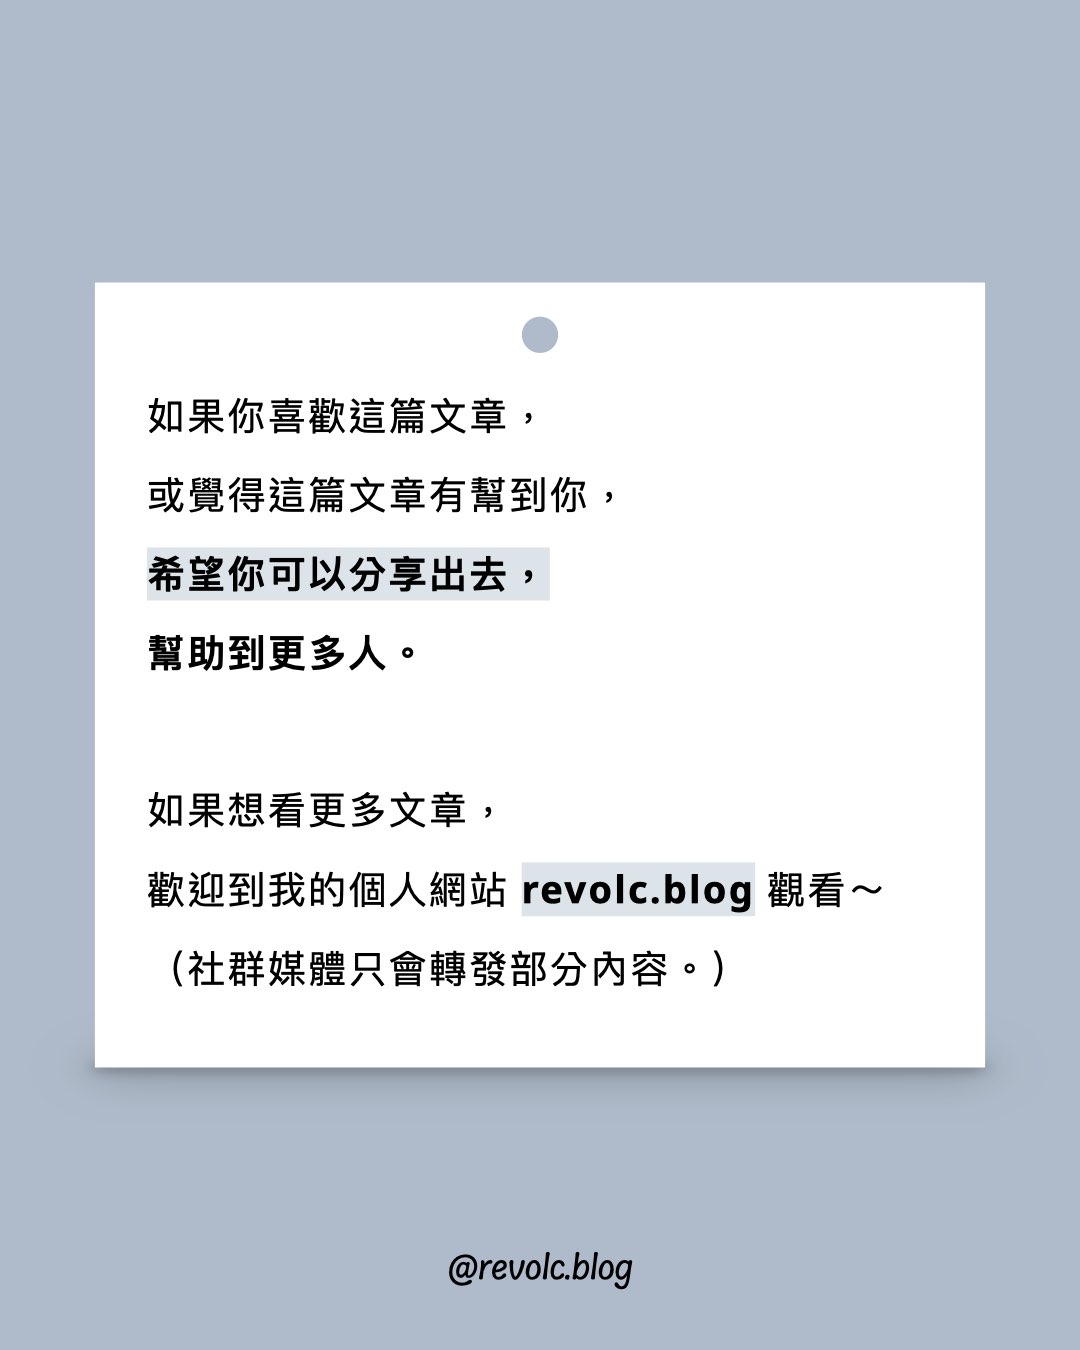 如果你喜歡這篇文章，
或覺得這篇文章有幫到你，
希望你可以分享出去，
幫助到更多人。
如果想看更多文章，
歡迎到我的個人網站 revolc.blog 觀看～
（社群媒體只會轉發部分內容。）
@revolc.blog